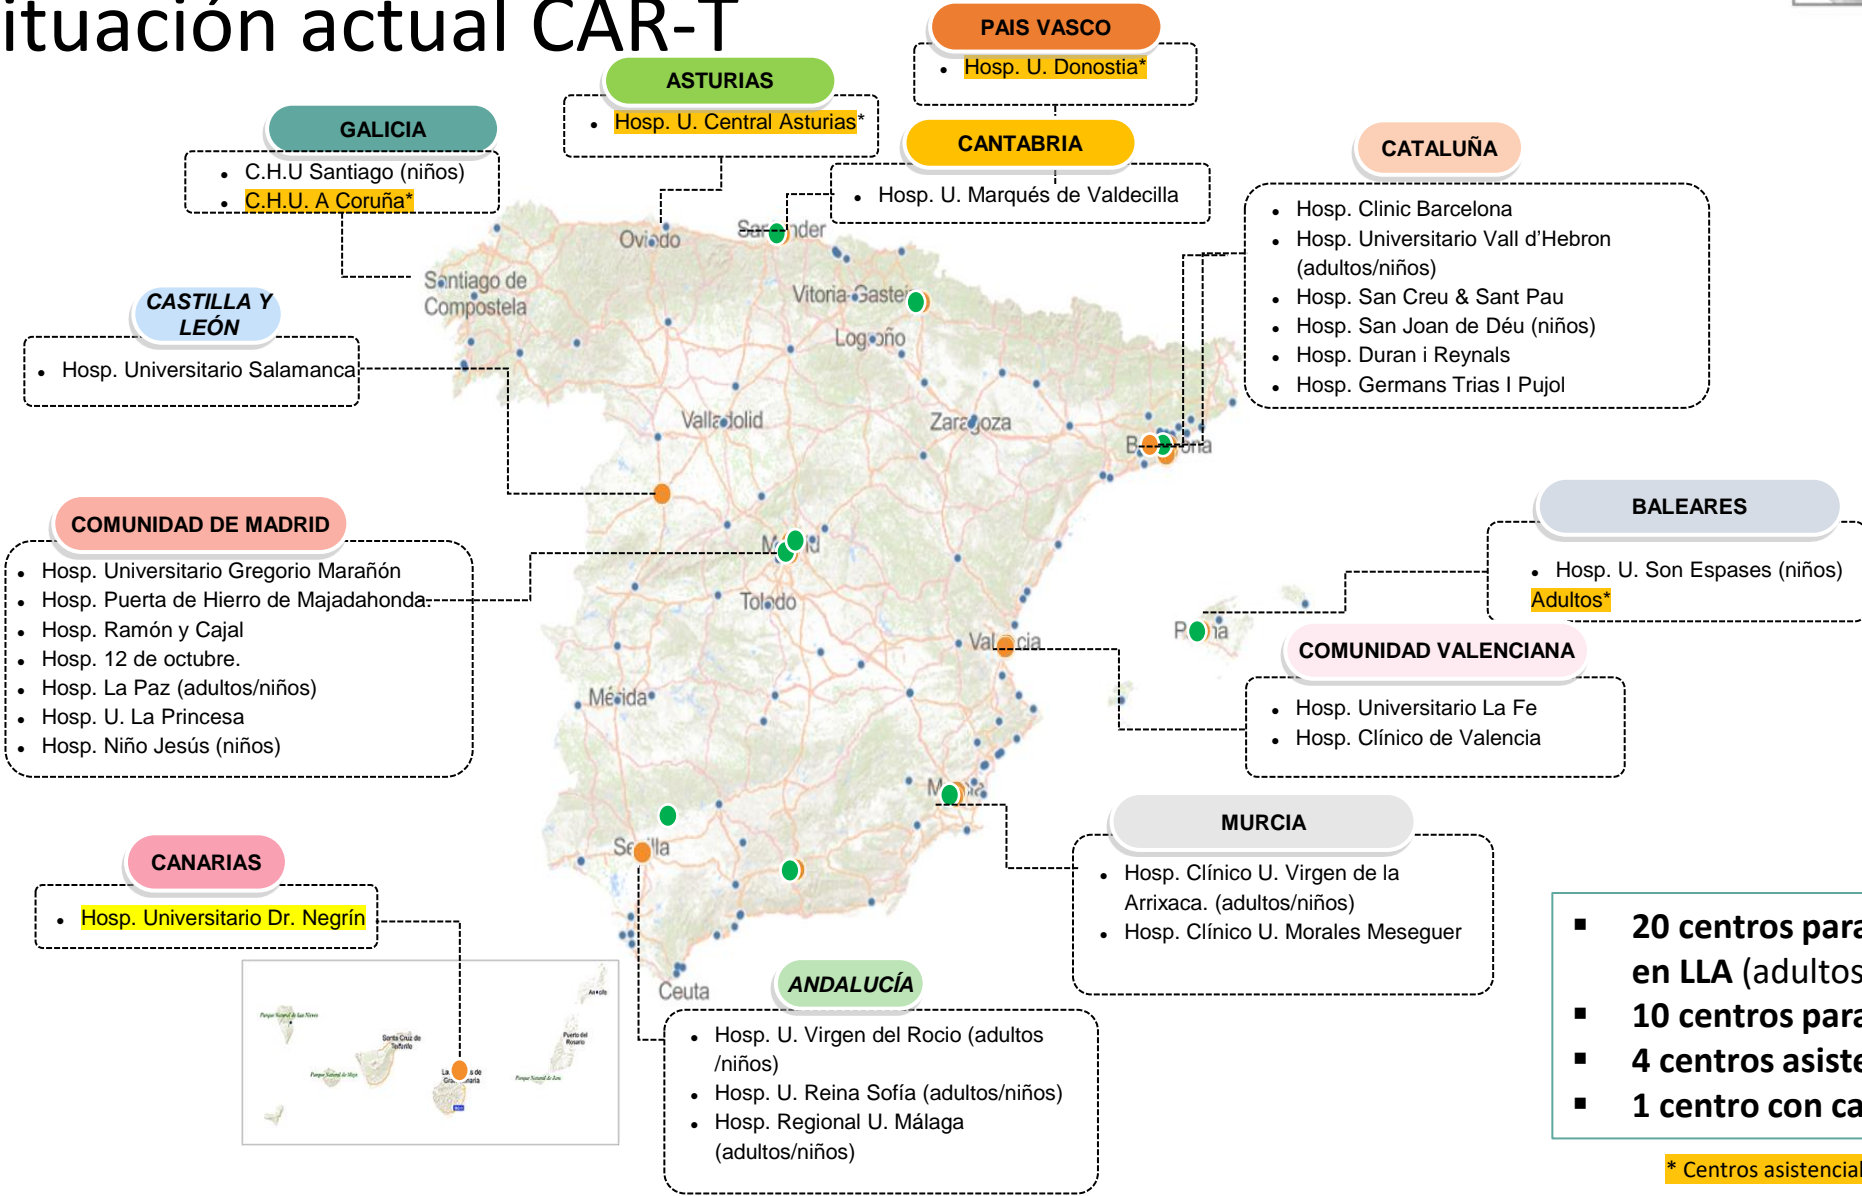 ituación actual CAR-T
PAIS VASCO
Hosp. U. Donostia*
ASTURIAS
Hosp. U. Central Asturias*
GALICIA
C.H.U Santiago (niños)
C.H.U. A Coruña*
CANTABRIA
Hosp. U. Marqués de Valdecilla
CATALUÑA
Hosp. Clinic Barcelona
Hosp. Universitario Vall d’Hebron
(adultos/niños)
Hosp. San Creu & Sant Pau
Hosp. San Joan de Déu (niños)
Hosp. Duran i Reynals
Hosp. Germans Trias I Pujol
CASTILLA Y
LEÓN
Hosp. Universitario Salamanca
COMUNIDAD DE MADRID
Hosp. Universitario Gregorio Marañón
Hosp. Puerta de Hierro de Majadahonda.
Hosp. Ramón y Cajal
Hosp. 12 de octubre.
Hosp. La Paz (adultos/niños)
Hosp. U. La Princesa
Hosp. Niño Jesús (niños)
BALEARES
Hosp. U. Son Espases (niños)
Adultos*
COMUNIDAD VALENCIANA
Hosp. Universitario La Fe
Hosp. Clínico de Valencia
MURCIA
Hosp. Clínico U. Virgen de la
Arrixaca. (adultos/niños)
Hosp. Clínico U. Morales Meseguer
CANARIAS
Hosp. Universitario Dr. Negrín
ANDALUCÍA
Hosp. U. Virgen del Rocio (adultos
/niños)
Hosp. U. Reina Sofía (adultos/niños)
Hosp. Regional U. Málaga
(adultos/niños)
Oviedo
Santiago de
Compostela
Vitoria-Gasteiz
Logroño
Valladolid
Zaragoza
Toledo
Mérida
Ceuta
Santa Cruz de
Tenerife
Puerto del
Rosario
20 centros para
en LLA (adultos
10 centros para
4 centros asiste
1 centro con ca
* Centros asistencial